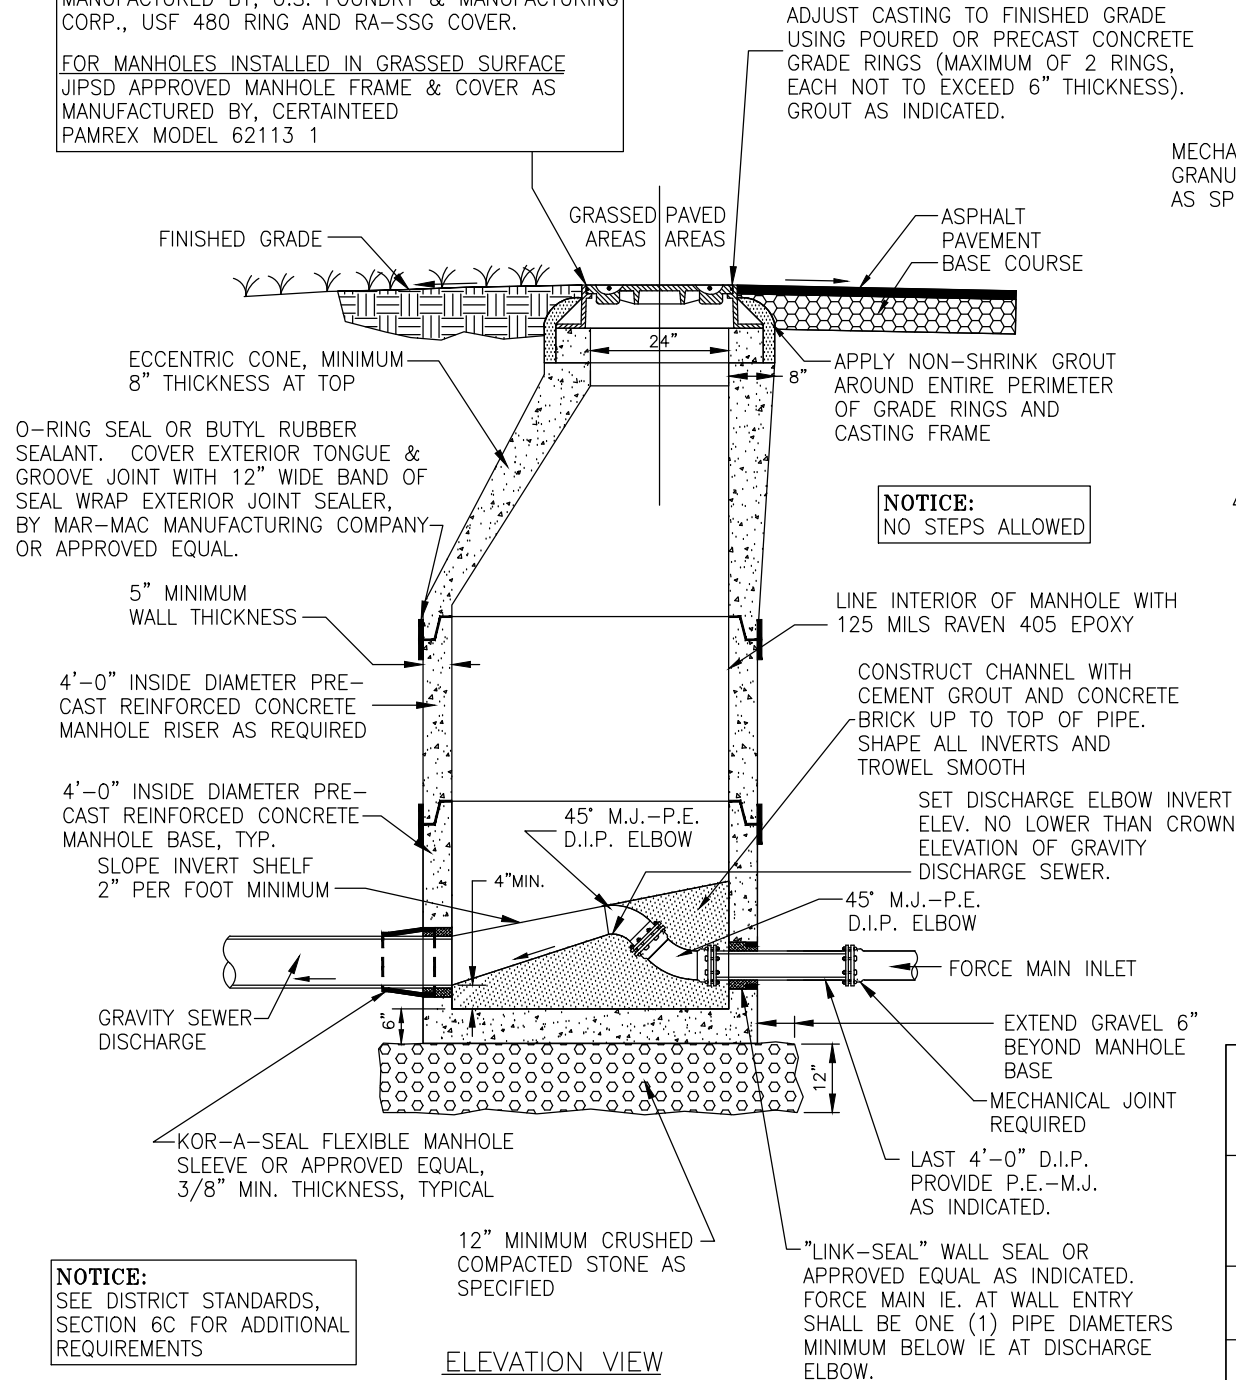 MANUFACTURED BY, U.S. FOUNDRY & MANUFACTURING
CORP., USF 480 RING AND RA-SSG COVER.
FOR MANHOLES INSTALLED IN GRASSED SURFACE
JIPSD APPROVED MANHOLE FRAME & COVER AS
MANUFACTURED BY, CERTAINTEED
PAMREX MODEL 62113 1
ADJUST CASTING TO FINISHED GRADE
USING POURED OR PRECAST CONCRETE
GRADE RINGS (MAXIMUM OF 2 RINGS,
EACH NOT TO EXCEED 6" THICKNESS).
GROUT AS INDICATED.
MECHA
GRANU
AS SP
GRASSED PAVED
AREAS AREAS
FINISHED GRADE
ASPHALT
PAVEMENT
BASE COURSE
24"
8"
ECCENTRIC CONE, MINIMUM
8" THICKNESS AT TOP
APPLY NON-SHRINK GROUT
AROUND ENTIRE PERIMETER
OF GRADE RINGS AND
CASTING FRAME
O-RING SEAL OR BUTYL RUBBER
SEALANT. COVER EXTERIOR TONGUE &
GROOVE JOINT WITH 12" WIDE BAND OF
SEAL WRAP EXTERIOR JOINT SEALER,
BY MAR-MAC MANUFACTURING COMPANY
OR APPROVED EQUAL.
NOTICE:
NO STEPS ALLOWED
4
5" MINIMUM
WALL THICKNESS
LINE INTERIOR OF MANHOLE WITH
125 MILS RAVEN 405 EPOXY
4'-0" INSIDE DIAMETER PRE-
CAST REINFORCED CONCRETE
MANHOLE RISER AS REQUIRED
CONSTRUCT CHANNEL WITH
CEMENT GROUT AND CONCRETE
BRICK UP TO TOP OF PIPE.
SHAPE ALL INVERTS AND
TROWEL SMOOTH
4'-0" INSIDE DIAMETER PRE-
CAST REINFORCED CONCRETE
MANHOLE BASE, TYP.
45° M.J.-P.E.
D.I.P. ELBOW
SET DISCHARGE ELBOW INVERT
ELEV. NO LOWER THAN CROWN
ELEVATION OF GRAVITY
DISCHARGE SEWER.
SLOPE INVERT SHELF
2" PER FOOT MINIMUM
4"MIN.
45° M.J.-P.E.
D.I.P. ELBOW
FORCE MAIN INLET
GRAVITY SEWER
DISCHARGE
6"
EXTEND GRAVEL 6"
BEYOND MANHOLE
BASE
12"
MECHANICAL JOINT
REQUIRED
KOR-A-SEAL FLEXIBLE MANHOLE
SLEEVE OR APPROVED EQUAL,
3/8" MIN. THICKNESS, TYPICAL
LAST 4'-0" D.I.P.
PROVIDE P.E.-M.J.
AS INDICATED.
12" MINIMUM CRUSHED
COMPACTED STONE AS
SPECIFIED
"LINK-SEAL" WALL SEAL OR
APPROVED EQUAL AS INDICATED.
FORCE MAIN IE. AT WALL ENTRY
SHALL BE ONE (1) PIPE DIAMETERS
MINIMUM BELOW IE AT DISCHARGE
ELBOW.
NOTICE:
SEE DISTRICT STANDARDS,
SECTION 6C FOR ADDITIONAL
REQUIREMENTS
ELEVATION VIEW